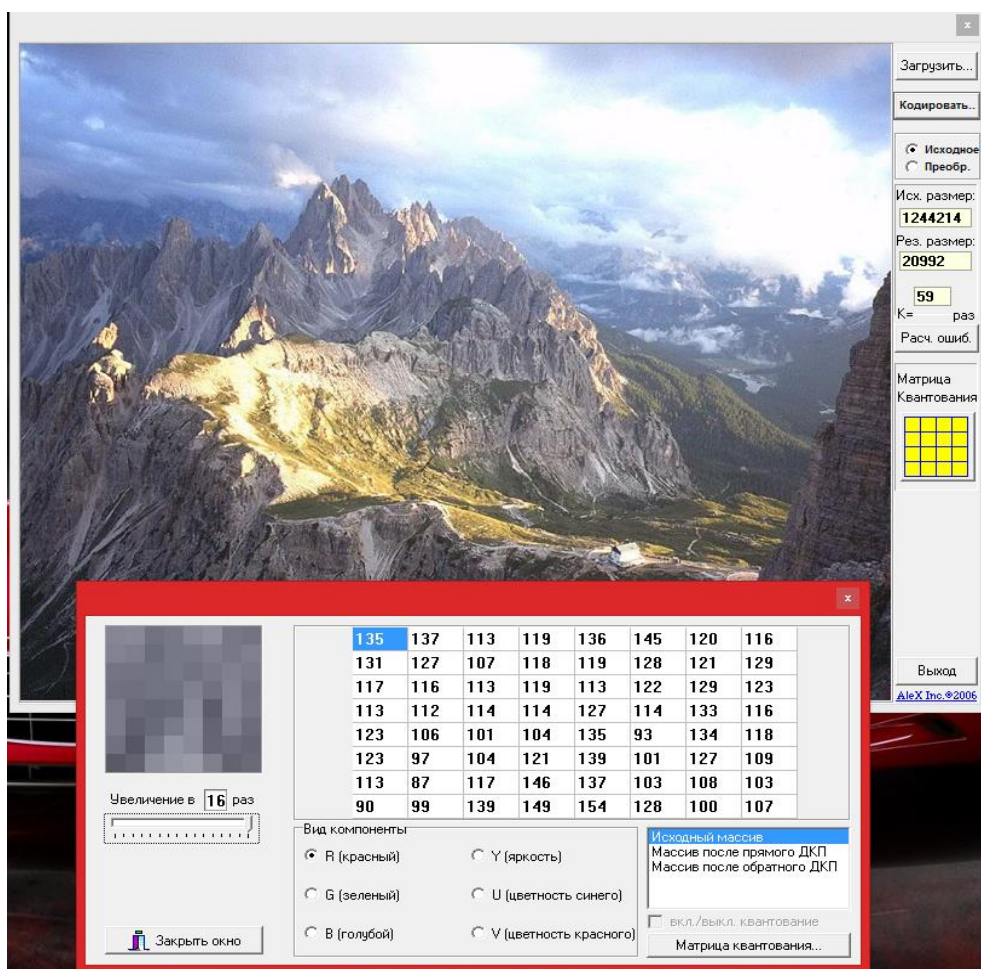 Загрузить...
Кодировать..
Исходное
Преобр.
Исх. размер:
1244214
Рез. размер:
20992
59
К= раз
Расч. ошиб.
Матрица
Квантования
Выход
AleX Inc.®2006
135 137 113 119 136 145 120 116
131 127 107 118 119 128 121 129
117 116 113 119 113 122 129 123
113 112 114 114 127 114 133 116
123 106 101 104 135 93 134 118
123 97 104 121 139 101 127 109
113 87 117 146 137 103 108 103
90 99 139 149 154 128 100 107
Увеличение в 16 раз
Вид компоненты
R (красный)
Y (яркость)
G (зеленый)
U (цветность синего)
B (голубой)
V (цветность красного)
Исходный массив
Массив после прямого ДКП
Массив после обратного ДКП
вкл./выкл. квантование
Матрица квантования...
Закрыть окно